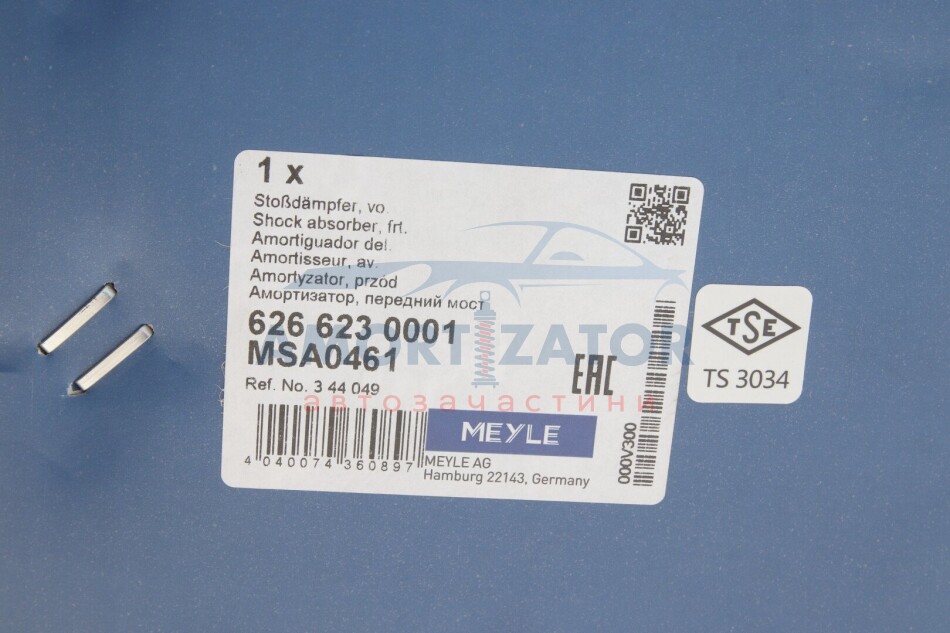 1 x
Stoßdämpfer, vo.
Shock absorber, frt.
Amortiguador del.
Amortisseur, av.
Amortyzator, przód
Амортизатор, передний мост
626 623 0001
MSA0461
Ref. No. 3 44 049
EAC
AMORTIZATOR
автозачастини
4 040074 360897
MEYLE
MEYLE AG
Hamburg 22143, Germany
000V300
TSE
TS 3034